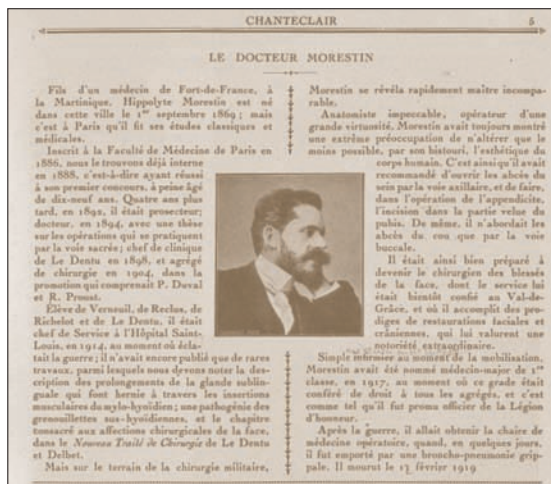 CHANTECLAIR 5
LE DOCTEUR MORESTIN
Fils d'un médecin de Fort-de-France, à
la Martinique, Hippolyte Morestin est né
dans cette ville le 1er septembre 1869 ; mais
c'est à Paris qu'il fit ses études classiques et
médicales.
Inscrit à la Faculté de Médecine de Paris en
1886, nous le trouvons déjà interne
en 1888, c'est-à-dire ayant réussi
à son premier concours, à peine âgé
de dix-neuf ans. Quatre ans plus
tard, en 1892, il était prosecteur;
docteur, en 1894, avec une thèse
sur les opérations qui se pratiquent
par la voie sacrée; chef de clinique
de Le Dentu en 1898, et agrégé
de chirurgie en 1904, dans la
promotion qui comprenait P. Duval
et R. Proust.
Élève de Verneuil, de Reclus, de
Richelot et de Le Dentu, il était
chef de Service à l'Hôpital Saint-
Louis, en 1914, au moment où écla-
tait la guerre; il n'avait encore publié que de rares
travaux, parmi lesquels nous devons noter la des-
cription des prolongements de la glande sublin-
guale qui font hernie à travers les insertions
musculaires du mylo-hyoïdien; une pathogénie des
grenouillettes sus-hyoïdiennes, et le chapitre
consacré aux affections chirurgicales de la face,
dans le Nouveau Traité de Chirurgie de Le Dentu
et Delbet.
Mais sur le terrain de la chirurgie militaire,
Morestin se révéla rapidement maître incompa-
rable.
Anatomiste impeccable, opérateur d'une
grande virtuosité, Morestin avait toujours montré
une extrême préoccupation de n'altérer que le
moins possible, par son bistouri, l'esthétique du
corps humain. C'est ainsi qu'il avait
recommandé d'ouvrir les abcès du
sein par la voie axillaire, et de faire,
dans l'opération de l'appendicite,
l'incision dans la partie velue du
pubis. De même, il n'abordait les
abcès du cou que par la voie
buccale.
Il était ainsi bien préparé à
devenir le chirurgien des blessés
de la face, dont le service lui
était bientôt confié au Val-de-
Grâce, et où il accomplit des pro-
diges de restaurations faciales et
crâniennes, qui lui valurent une
notoriété extraordinaire.
Simple infirmier au moment de la mobilisation,
Morestin avait été nommé médecin-major de 1re
classe, en 1917, au moment où ce grade était
conféré de droit à tous les agrégés, et c'est
comme tel qu'il fut promu officier de la Légion
d'honneur.
Après la guerre, il allait obtenir la chaire de
médecine opératoire, quand, en quelques jours,
il fut emporté par une broncho-pneumonie grip-
pale. Il mourut le 12 février 1919